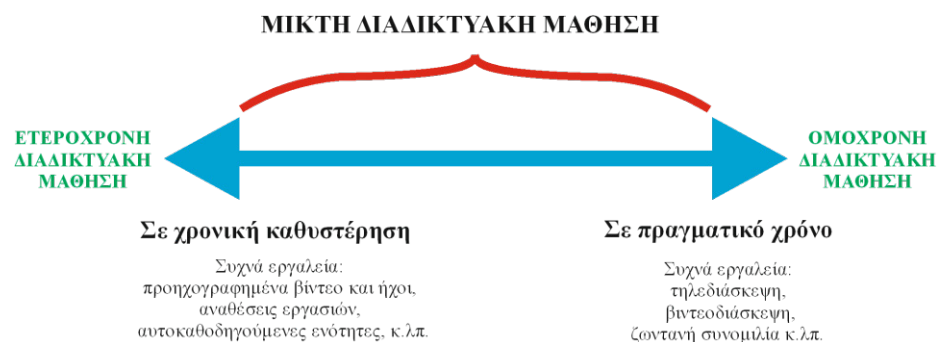 ΜΙΚΤΗ ΔΙΑΔΙΚΤΥΑΚΗ ΜΑΘΗΣΗ
ΕΤΕΡΟΧΡΟΝΗ
ΔΙΑΔΙΚΤΥΑΚΗ
ΜΑΘΗΣΗ
ΟΜΟΧΡΟΝΗ
ΔΙΑΔΙΚΤΥΑΚΗ
ΜΑΘΗΣΗ
Σε χρονική καθυστέρηση
Συχνά εργαλεία:
προηχογραφημένα βίντεο και ήχοι,
αναθέσεις εργασιών,
αυτοκαθοδηγούμενες ενότητες, κ.λπ.
Σε πραγματικό χρόνο
Συχνά εργαλεία:
τηλεδιάσκεψη,
βιντεοδιάσκεψη,
ζωντανή συνομιλία κ.λπ.